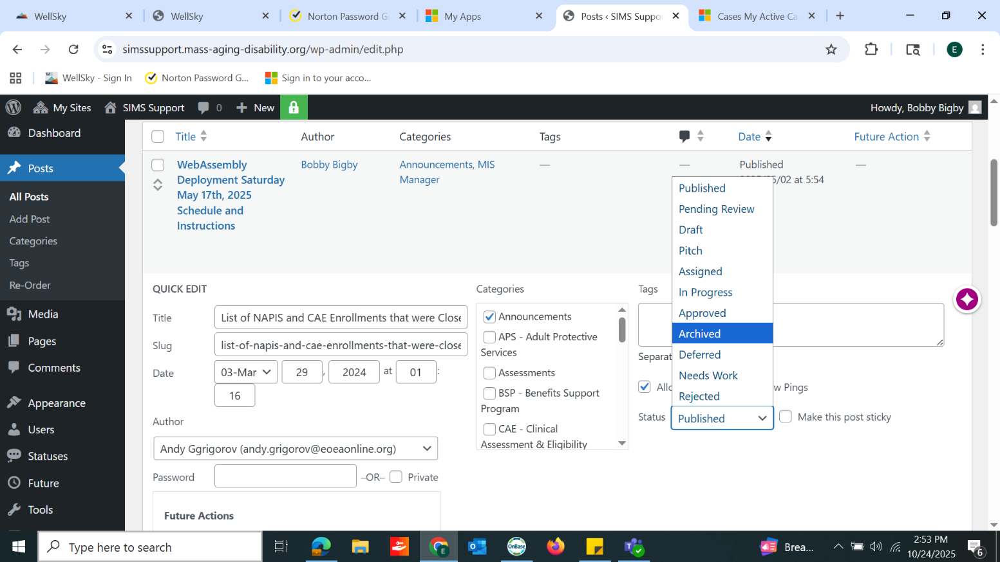 WellSky
WellSky
Norton Password G
My Apps
Posts ‹ SIMS Suppor
Cases My Active Ca
simssupport.mass-aging-disability.org/wp-admin/edit.php
E
WellSky - Sign In
Norton Password G...
Sign in to your acco...
My Sites
SIMS Support
0
New
Howdy, Bobby Bigby
Dashboard
Posts
All Posts
Add Post
Categories
Tags
Re-Order
Media
Pages
Comments
Appearance
Users
Statuses
Future
Tools
Title
Author
Categories
Tags
Date
Future Action
WebAssembly
Deployment Saturday
May 17th, 2025
Schedule and
Instructions
Bobby Bigby
Announcements, MIS
Manager
—
—
Published
/02 at 5:54
—
QUICK EDIT
Title
List of NAPIS and CAE Enrollments that were Close
Slug
list-of-napis-and-cae-enrollments-that-were-close
Date
03-Mar
29
,
2024
at
01
:
16
Author
Andy Ggrigorov (andy.grigorov@eoeaonline.org)
Password
–OR–
Private
Future Actions
Categories
Announcements
APS - Adult Protective
Services
Assessments
BSP - Benefits Support
Program
CAE - Clinical
Assessment & Eligibility
Tags
Separat
Allo
w Pings
Published
Pending Review
Draft
Pitch
Assigned
In Progress
Approved
Archived
Deferred
Needs Work
Rejected
Status
Published
Make this post sticky
Type here to search
E
OnBase
Brea...
2:53 PM
10/24/2025
6